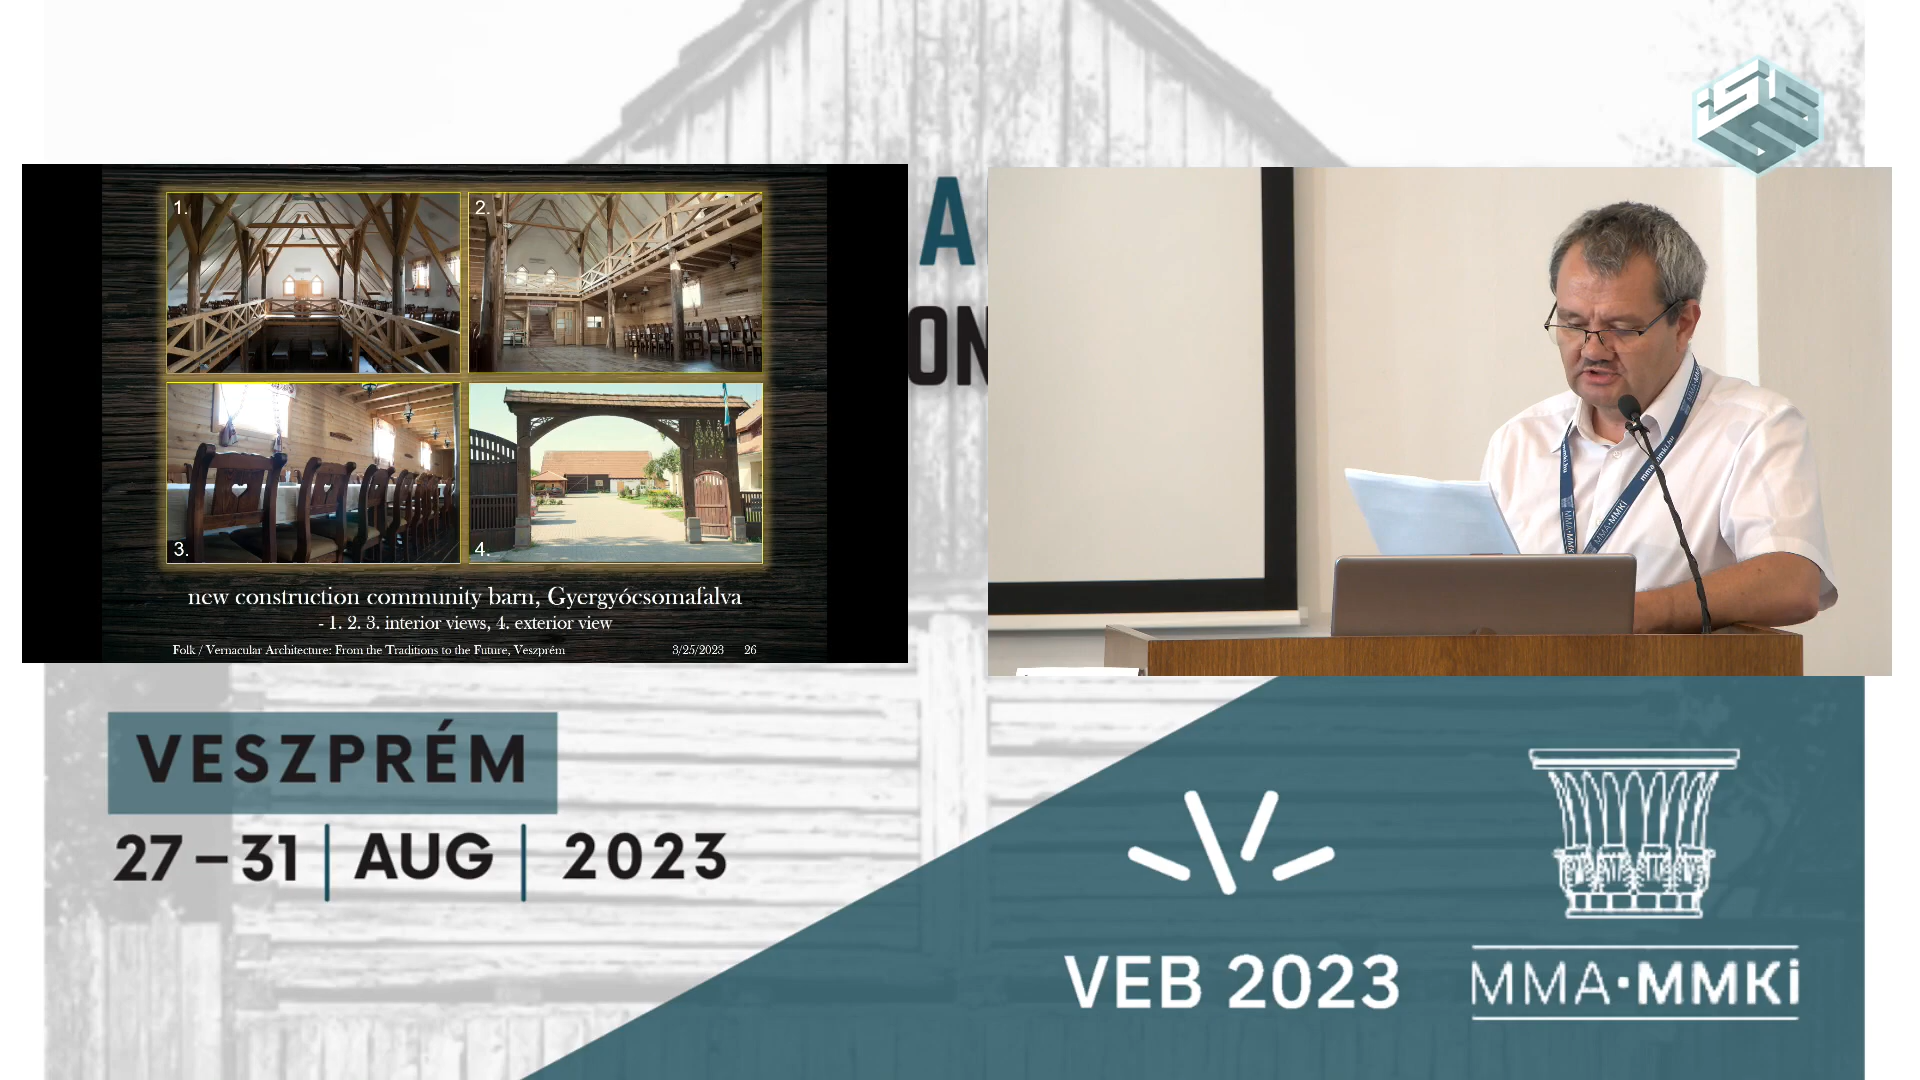 A
ON
1.
2.
3.
4.
new construction community barn, Gyergyócsomafalva
- 1. 2. 3. interior views, 4. exterior view
Folk / Vernacular Architecture: From the Traditions to the Future, Veszprém 3/25/2023 26
VESZPRÉM
27–31 | AUG | 2023
VEB 2023
MMA•MMKi